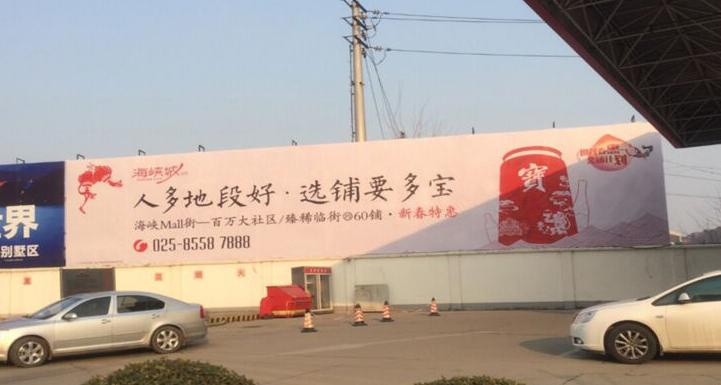 海峡城
人多地段好·选铺要多宝
海峡Mall街—百万大社区/臻稀临街㊎60铺·新春特惠
025-8558 7888
寶
界
别墅区